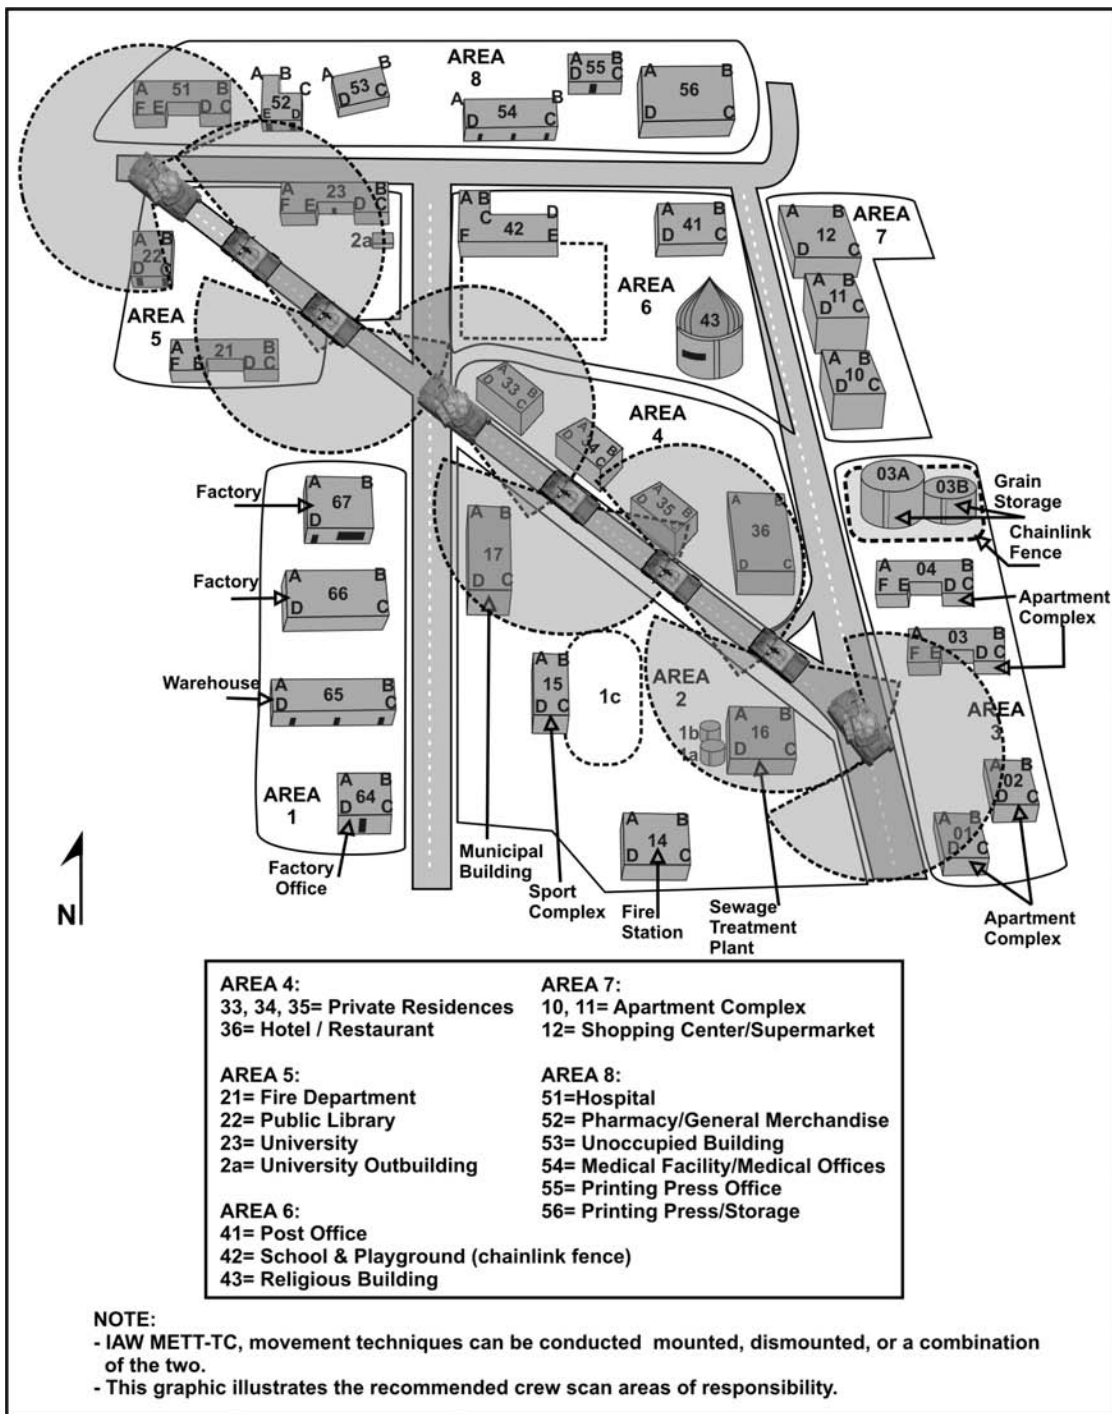 AREA 8
A B 51 F E D C
A B C 52 E D
A 53 D C
A B 54 D C
A B 55 D C
A B 56 D C
A B 23 F E D C
2a
A B 22 D C
AREA 5
A B 21 F E D C
A B C D 42 F E
A B 41 D C
AREA 6
43
AREA 7
A B 12 D C
A B 11 D C
A B 10 D C
A B 33 D C
AREA 4
A B 34 D C
A B 35 D C
A B 36 D C
03A 03B
Grain
Storage
Chainlink
Fence
A B 04 F E D C
Apartment
Complex
A B 03 F E D C
Factory
A B 67 D
Factory
A B 66 D C
Warehouse
A B 65 D C
AREA 1
A B 64 D C
Factory
Office
A B 17 D C
Municipal
Building
A B 15 D C
Sport
Complex
1c
AREA 2
1b
1a
A B 16 D C
Sewage
Treatment
Plant
A B 14 D C
Fire
Station
AREA 3
A B 02 D C
A B 01 D C
Apartment
Complex
N
AREA 4:
33, 34, 35= Private Residences
36= Hotel / Restaurant
AREA 5:
21= Fire Department
22= Public Library
23= University
2a= University Outbuilding
AREA 6:
41= Post Office
42= School & Playground (chainlink fence)
43= Religious Building
AREA 7:
10, 11= Apartment Complex
12= Shopping Center/Supermarket
AREA 8:
51=Hospital
52= Pharmacy/General Merchandise
53= Unoccupied Building
54= Medical Facility/Medical Offices
55= Printing Press Office
56= Printing Press/Storage
NOTE:
- IAW METT-TC, movement techniques can be conducted mounted, dismounted, or a combination
of the two.
- This graphic illustrates the recommended crew scan areas of responsibility.